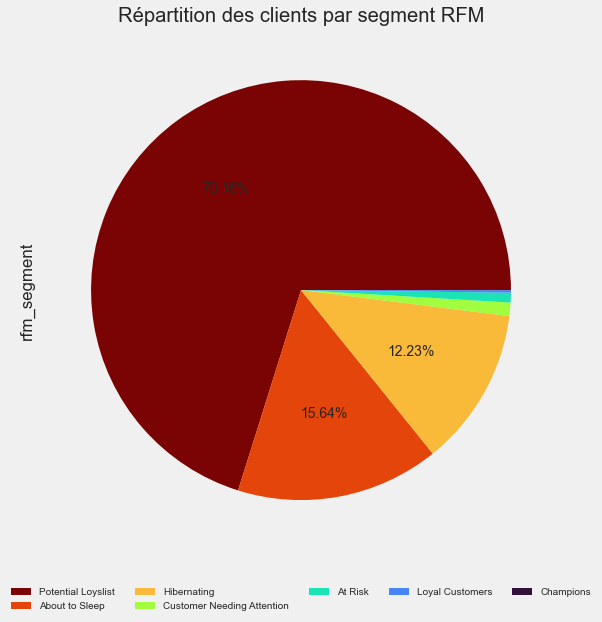 Répartition des clients par segment RFM
rfm_segment
12.23%
15.64%
Potential Loyslist
Hibernating
At Risk
Loyal Customers
Champions
About to Sleep
Customer Needing Attention